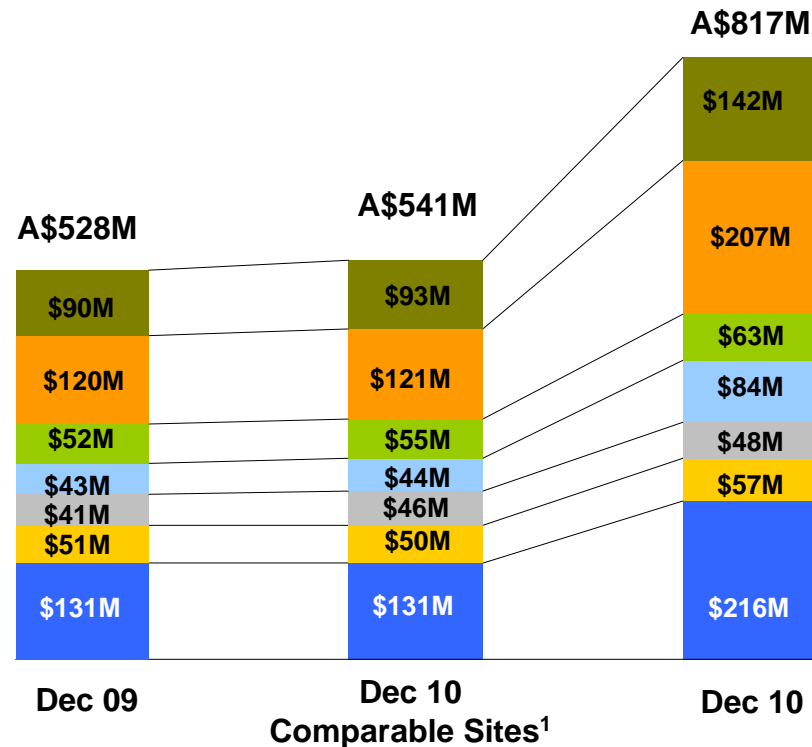 A$528M
$90M
$120M
$52M
$43M
$41M
$51M
$131M
Dec 09
A$541M
$93M
$121M
$55M
$44M
$46M
$50M
$131M
Dec 10
Comparable Sites¹
A$817M
$142M
$207M
$63M
$84M
$48M
$57M
$216M
Dec 10